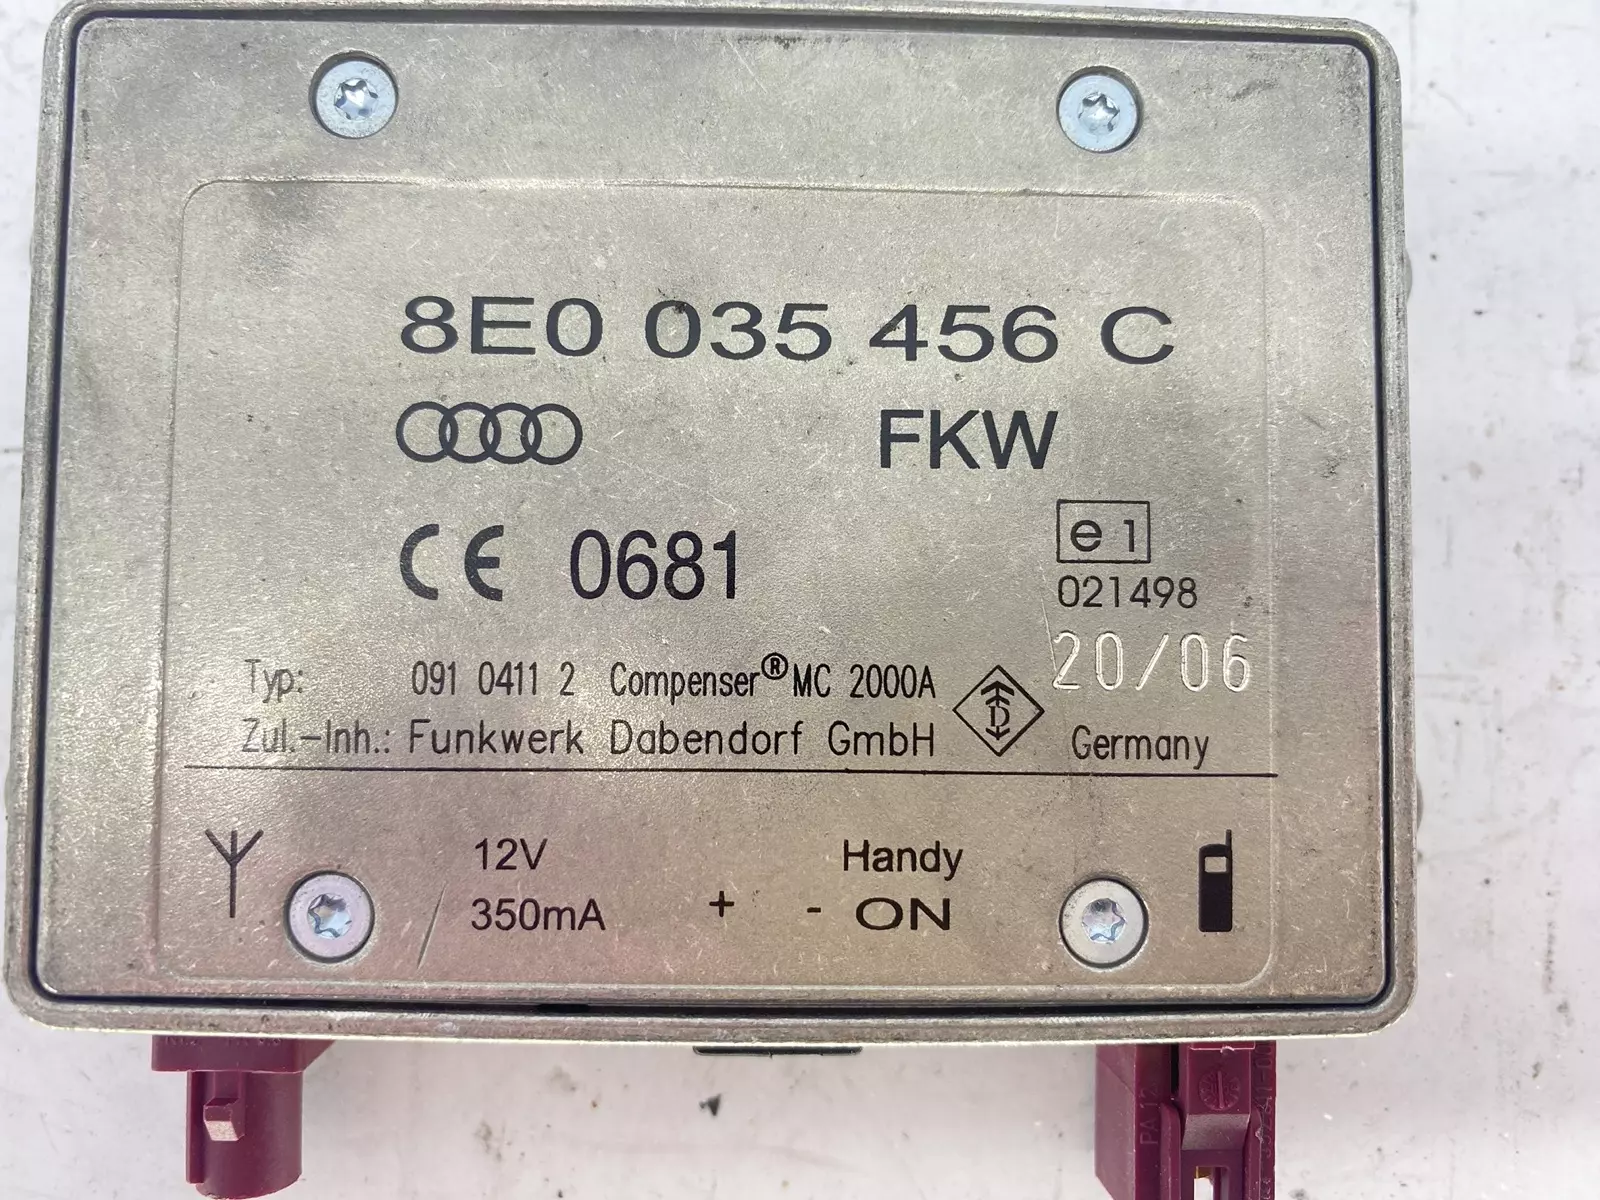 8E0 035 456 C
FKW
CE 0681
e 1
021498
20/06
Typ: 091 0411 2 Compenser® MC 2000A
Zul.-Inh.: Funkwerk Dabendorf GmbH
D
Germany
12V
350mA
+ -
Handy
ON